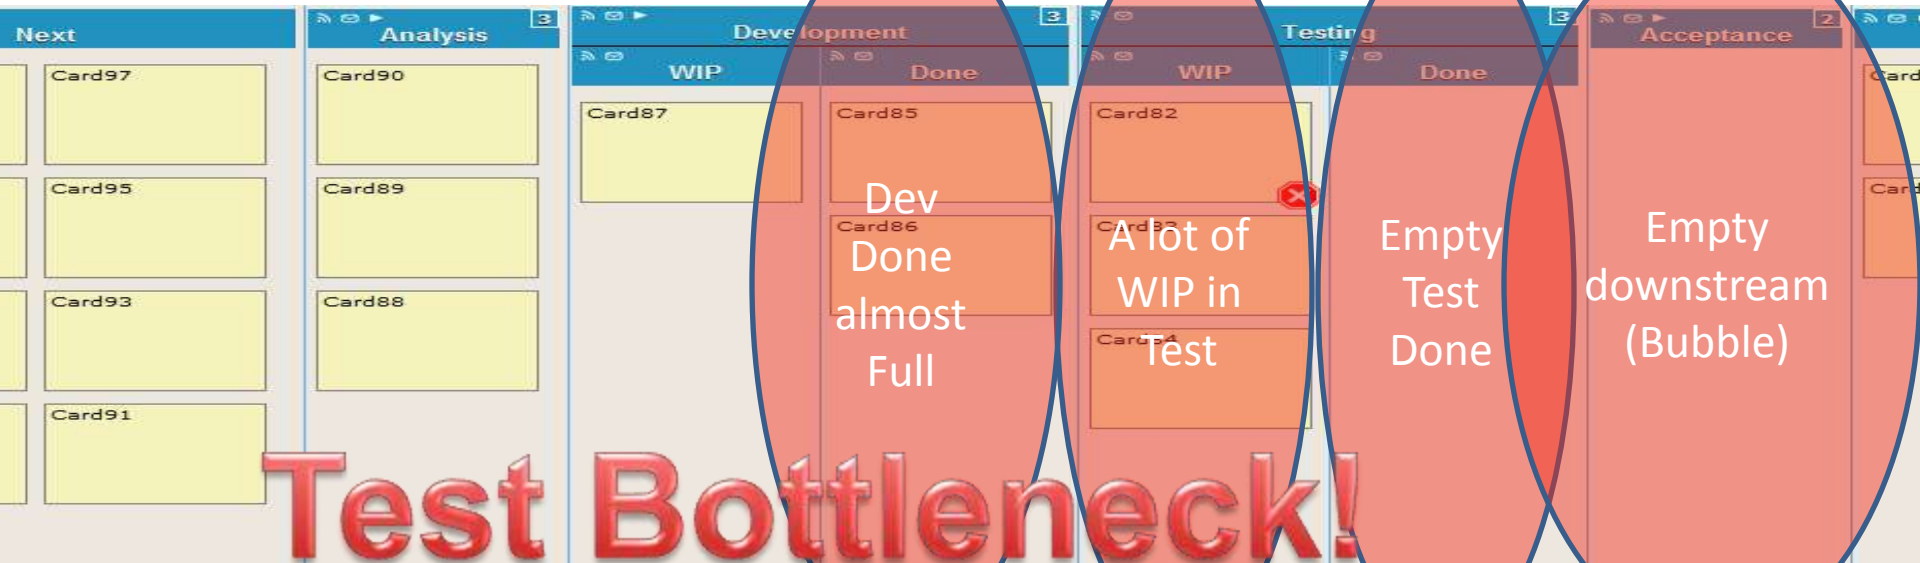 Next
Analysis
3
Development
3
Testing
3
Acceptance
2
WIP
Done
WIP
Done
Card97
Card95
Card93
Card91
Card90
Card89
Card88
Card87
Card85
Card86
Card82
Dev
Done
almost
Full
A lot of
WIP in
Test
Empty
Test
Done
Empty
downstream
(Bubble)
Test Bottleneck!